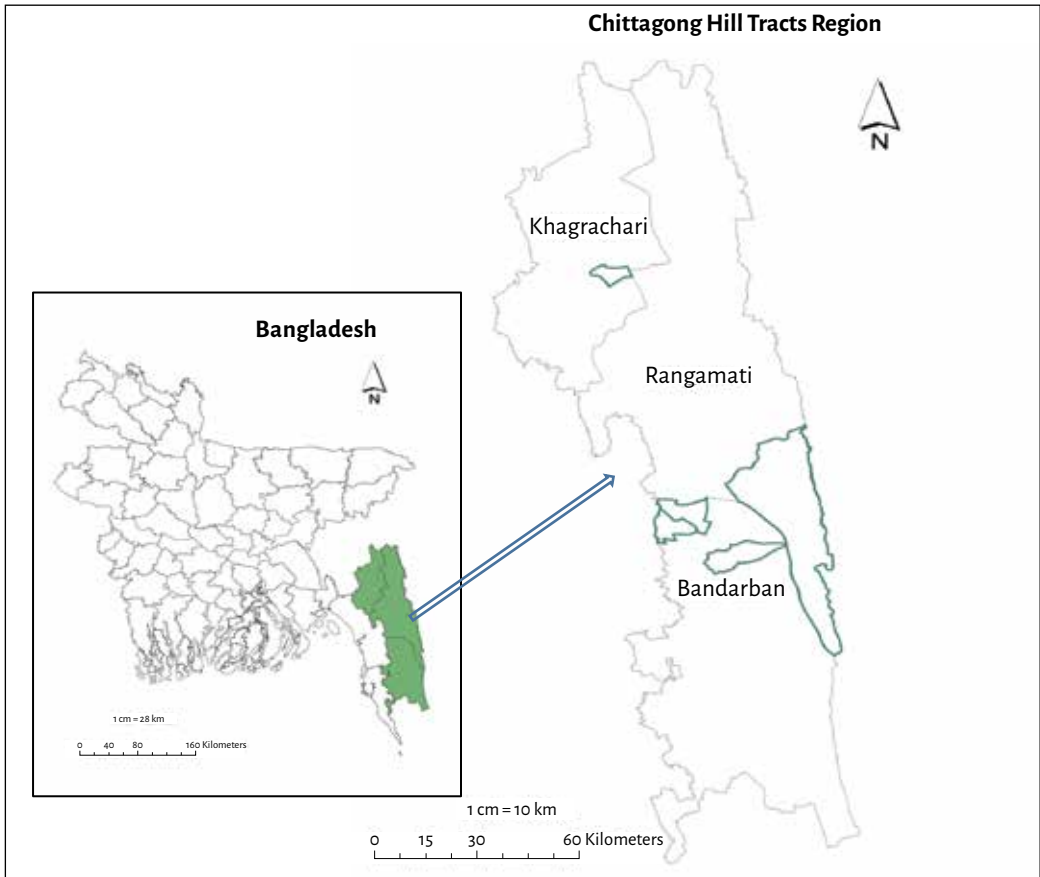 Chittagong Hill Tracts Region
N
Khagrachari
Rangamati
Bandarban
1 cm = 10 km
0 15 30 60 Kilometers
Bangladesh
N
1 cm = 28 km
0 40 80 160 Kilometers